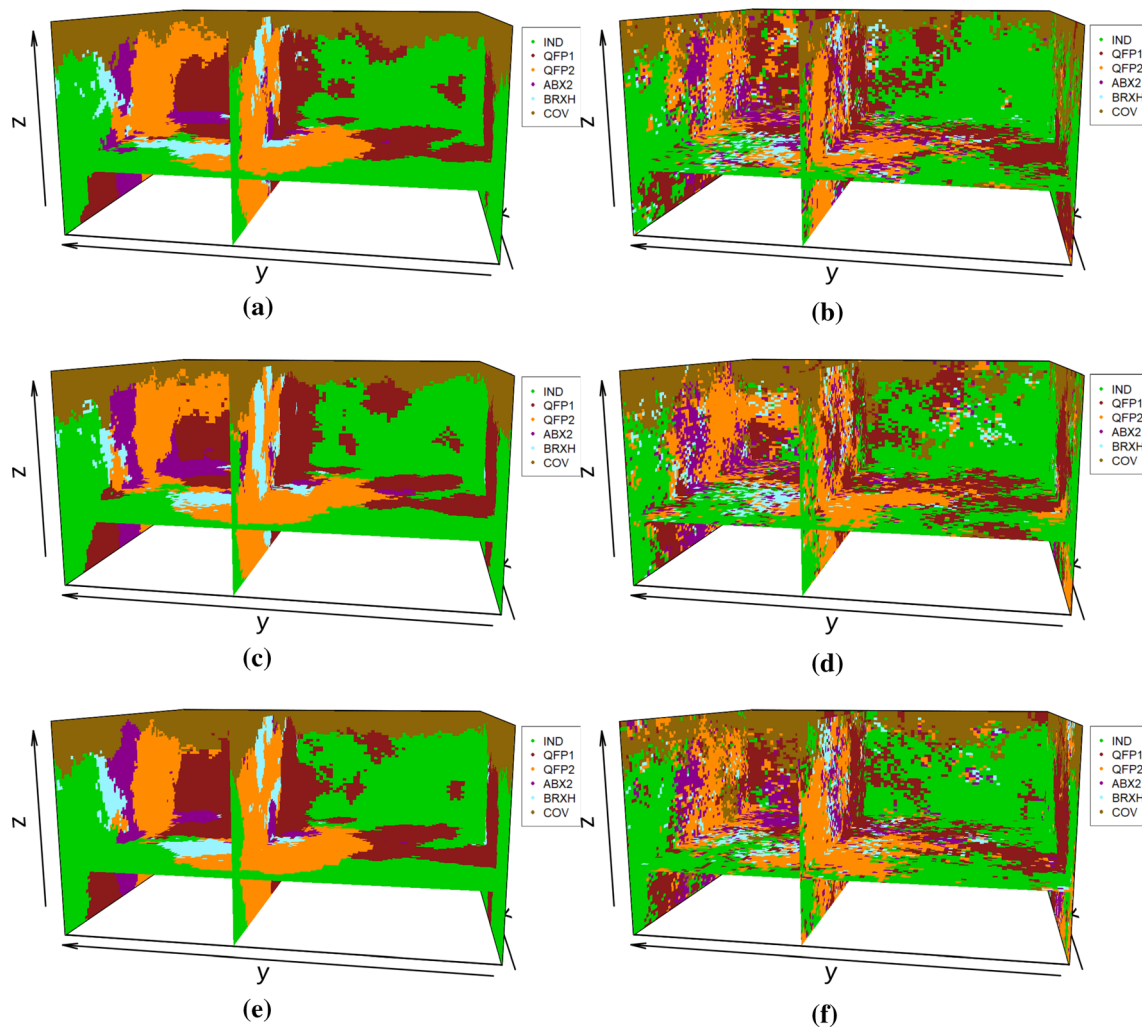 z
IND
QFP1
QFP2
ABX2
BRXH
COV
y
(a)
z
IND
QFP1
QFP2
ABX2
BRXH
COV
y
(b)
z
IND
QFP1
QFP2
ABX2
BRXH
COV
y
(c)
z
IND
QFP1
QFP2
ABX2
BRXH
COV
y
(d)
z
IND
QFP1
QFP2
ABX2
BRXH
COV
y
(e)
z
IND
QFP1
QFP2
ABX2
BRXH
COV
y
(f)